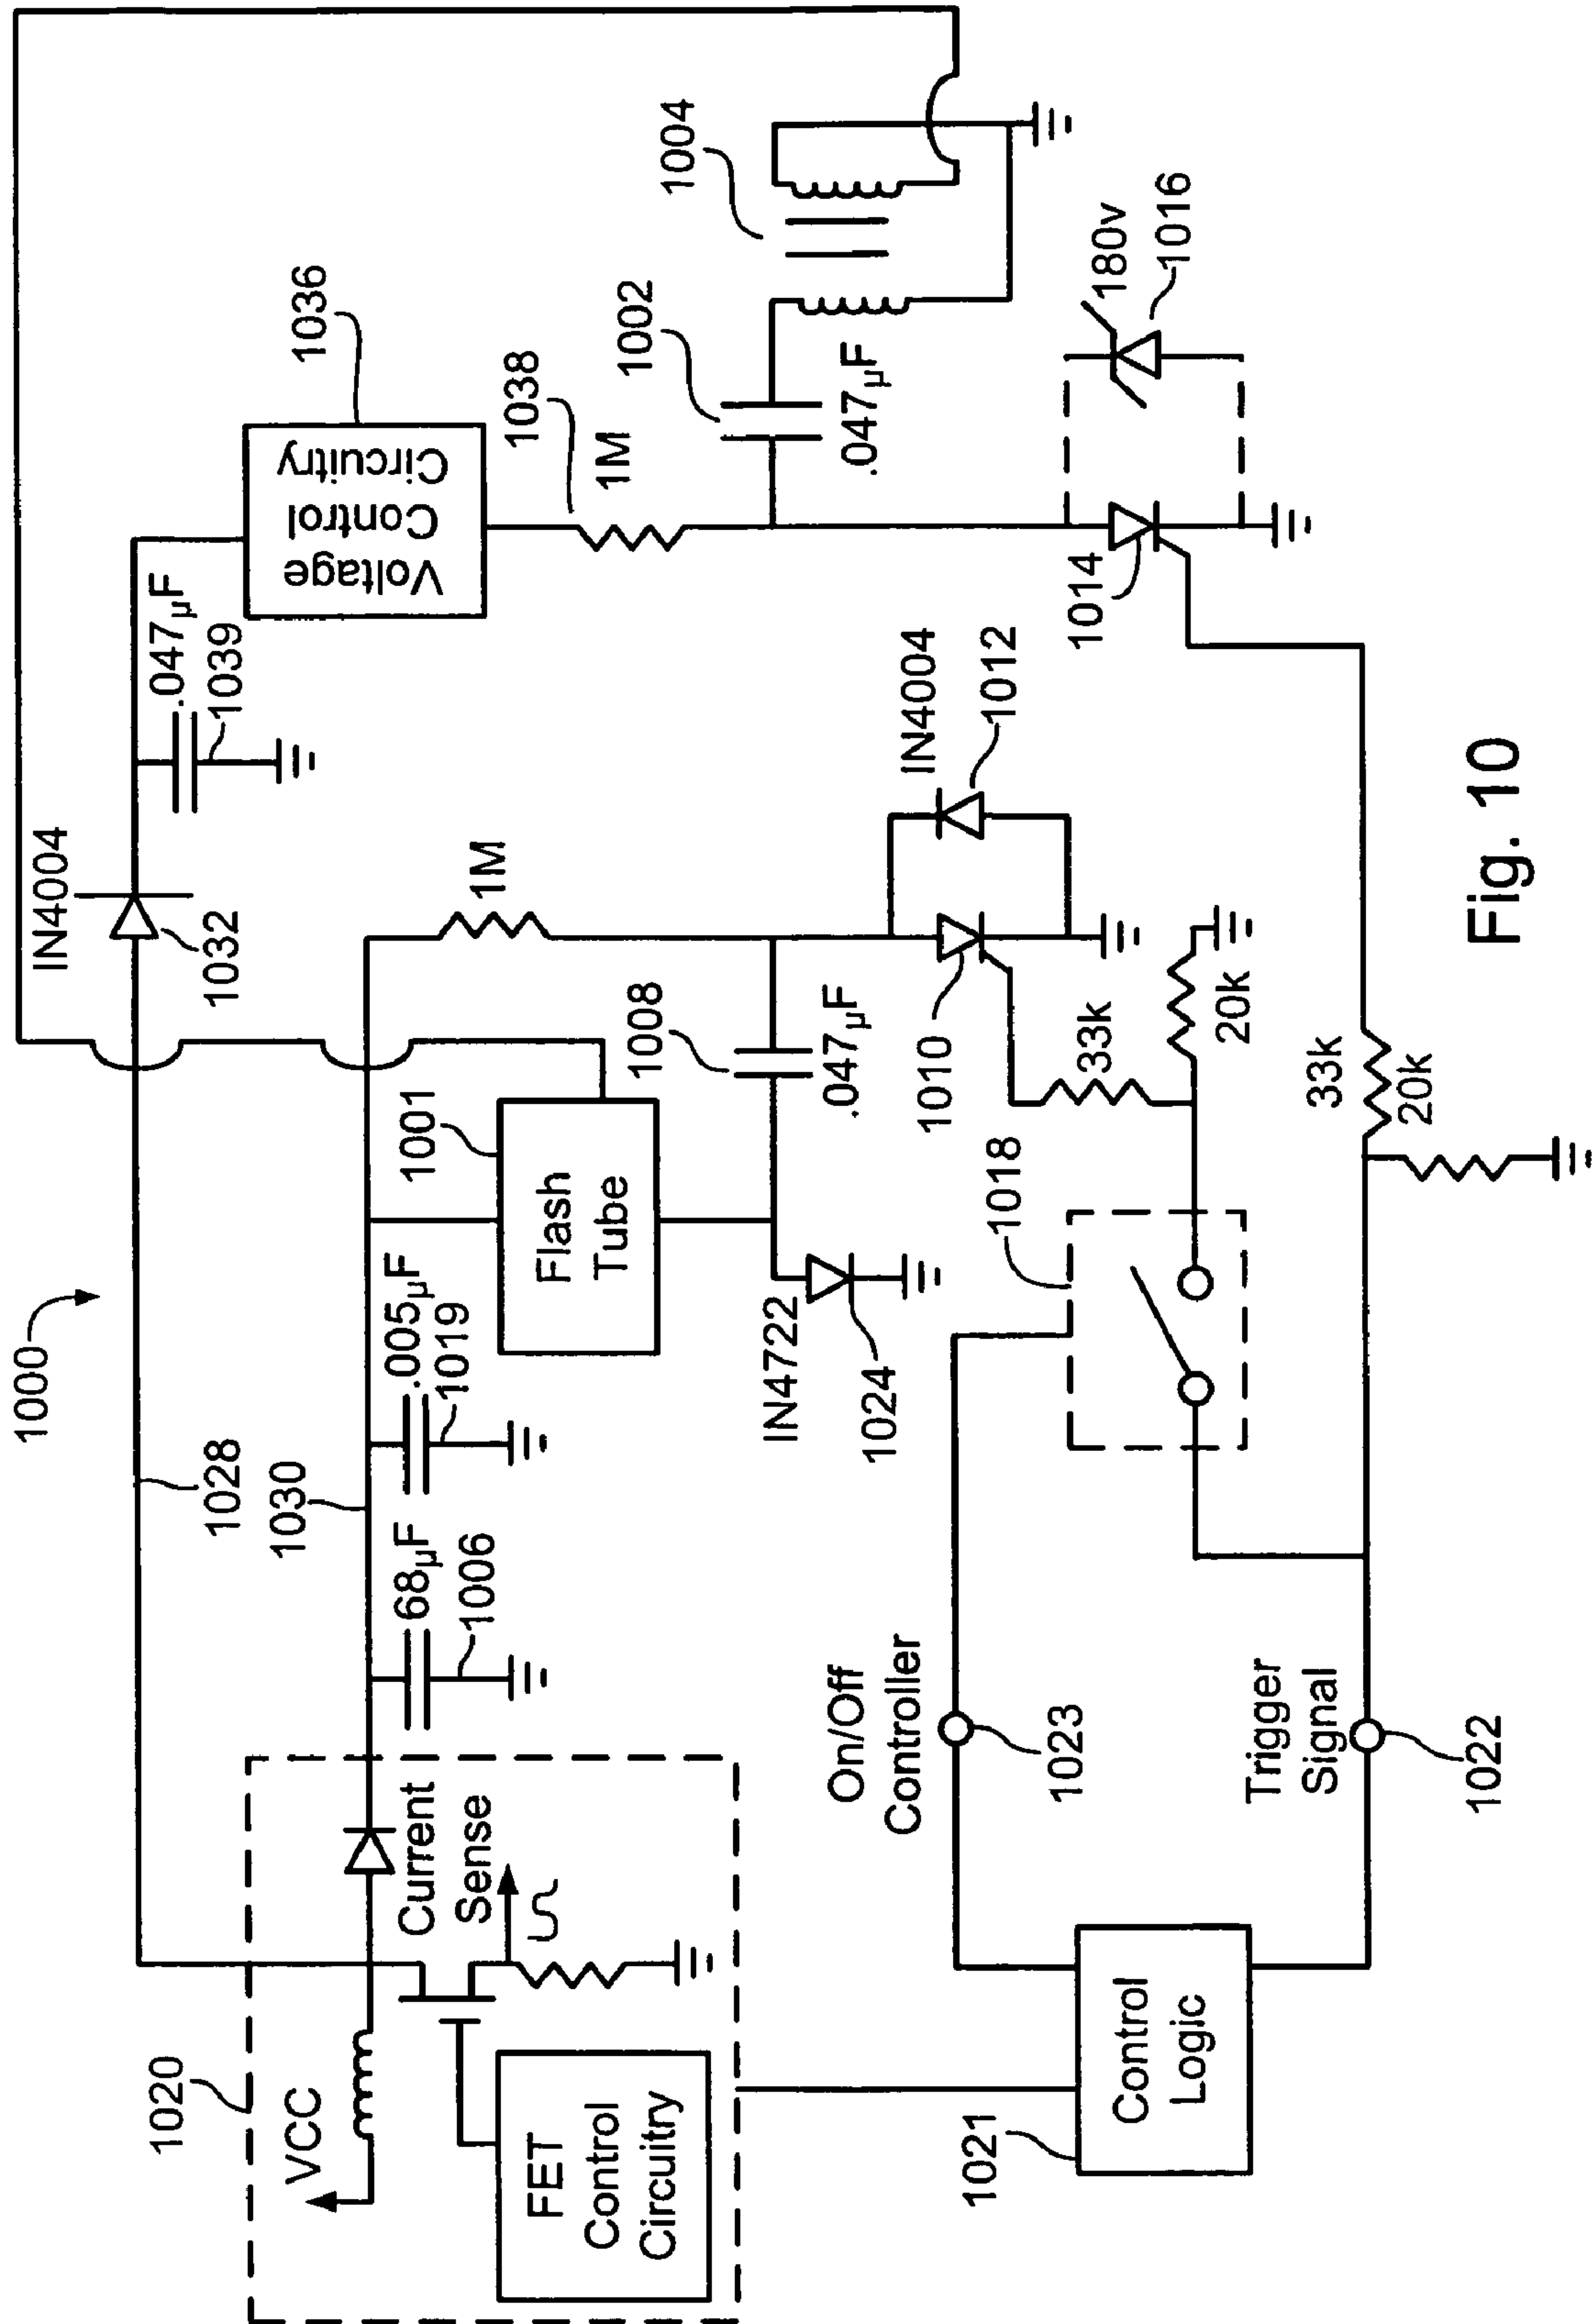 1000
1020
VCC
FET
Control
Circuitry
Current
Sense
1028
1030
68µF
1006
.005µF
1019
IN4004
1032
.047µF
1039
1036
Voltage
Control
Circuitry
1038
1M
1002
.047µF
1004
1001
Flash
Tube
1M
1008
.047µF
IN4722
1024
IN4004
1012
1010
33k
20k
1014
180v
1016
1018
On/Off
Controller
1023
Trigger
Signal
1022
1021
Control
Logic
33k
20k
Fig. 10